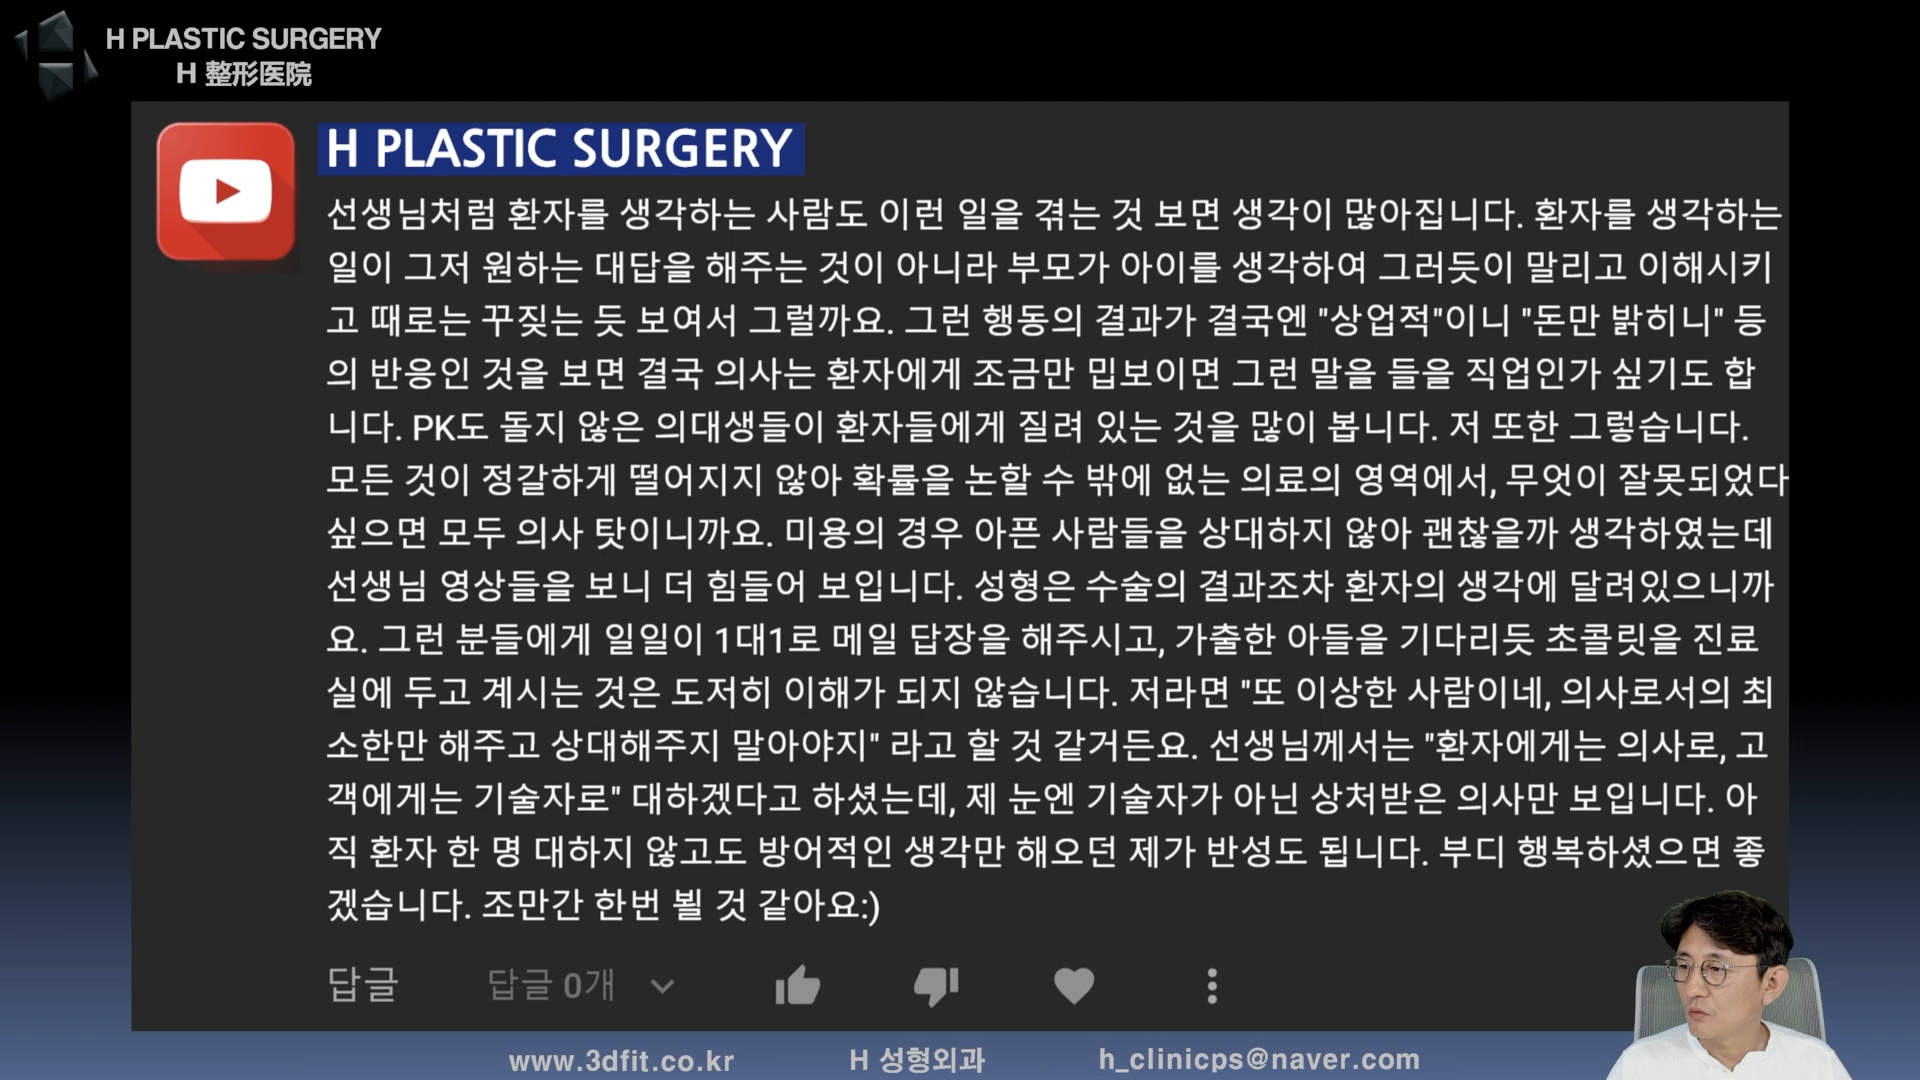 H PLASTIC SURGERY
H 整形医院
H PLASTIC SURGERY
선생님처럼 환자를 생각하는 사람도 이런 일을 겪는 것 보면 생각이 많아집니다. 환자를 생각하는
일이 그저 원하는 대답을 해주는 것이 아니라 부모가 아이를 생각하여 그러듯이 말리고 이해시키
고 때로는 꾸짖는 듯 보여서 그럴까요. 그런 행동의 결과가 결국엔 "상업적"이니 "돈만 밝히니" 등
의 반응인 것을 보면 결국 의사는 환자에게 조금만 밉보이면 그런 말을 들을 직업인가 싶기도 합
니다. PK도 돌지 않은 의대생들이 환자들에게 질려 있는 것을 많이 봅니다. 저 또한 그렇습니다.
모든 것이 정갈하게 떨어지지 않아 확률을 논할 수 밖에 없는 의료의 영역에서, 무엇이 잘못되었다
싶으면 모두 의사 탓이니까요. 미용의 경우 아픈 사람들을 상대하지 않아 괜찮을까 생각하였는데
선생님 영상들을 보니 더 힘들어 보입니다. 성형은 수술의 결과조차 환자의 생각에 달려있으니까
요. 그런 분들에게 일일이 1대1로 메일 답장을 해주시고, 가출한 아들을 기다리듯 초콜릿을 진료
실에 두고 계시는 것은 도저히 이해가 되지 않습니다. 저라면 "또 이상한 사람이네, 의사로서의 최
소한만 해주고 상대해주지 말아야지" 라고 할 것 같거든요. 선생님께서는 "환자에게는 의사로, 고
객에게는 기술자로" 대하겠다고 하셨는데, 제 눈엔 기술자가 아닌 상처받은 의사만 보입니다. 아
직 환자 한 명 대하지 않고도 방어적인 생각만 해오던 제가 반성도 됩니다. 부디 행복하셨으면 좋
겠습니다. 조만간 한번 뵐 것 같아요:)
답글 답글 0개
www.3dfit.co.kr H 성형외과 h_clinicps@naver.com